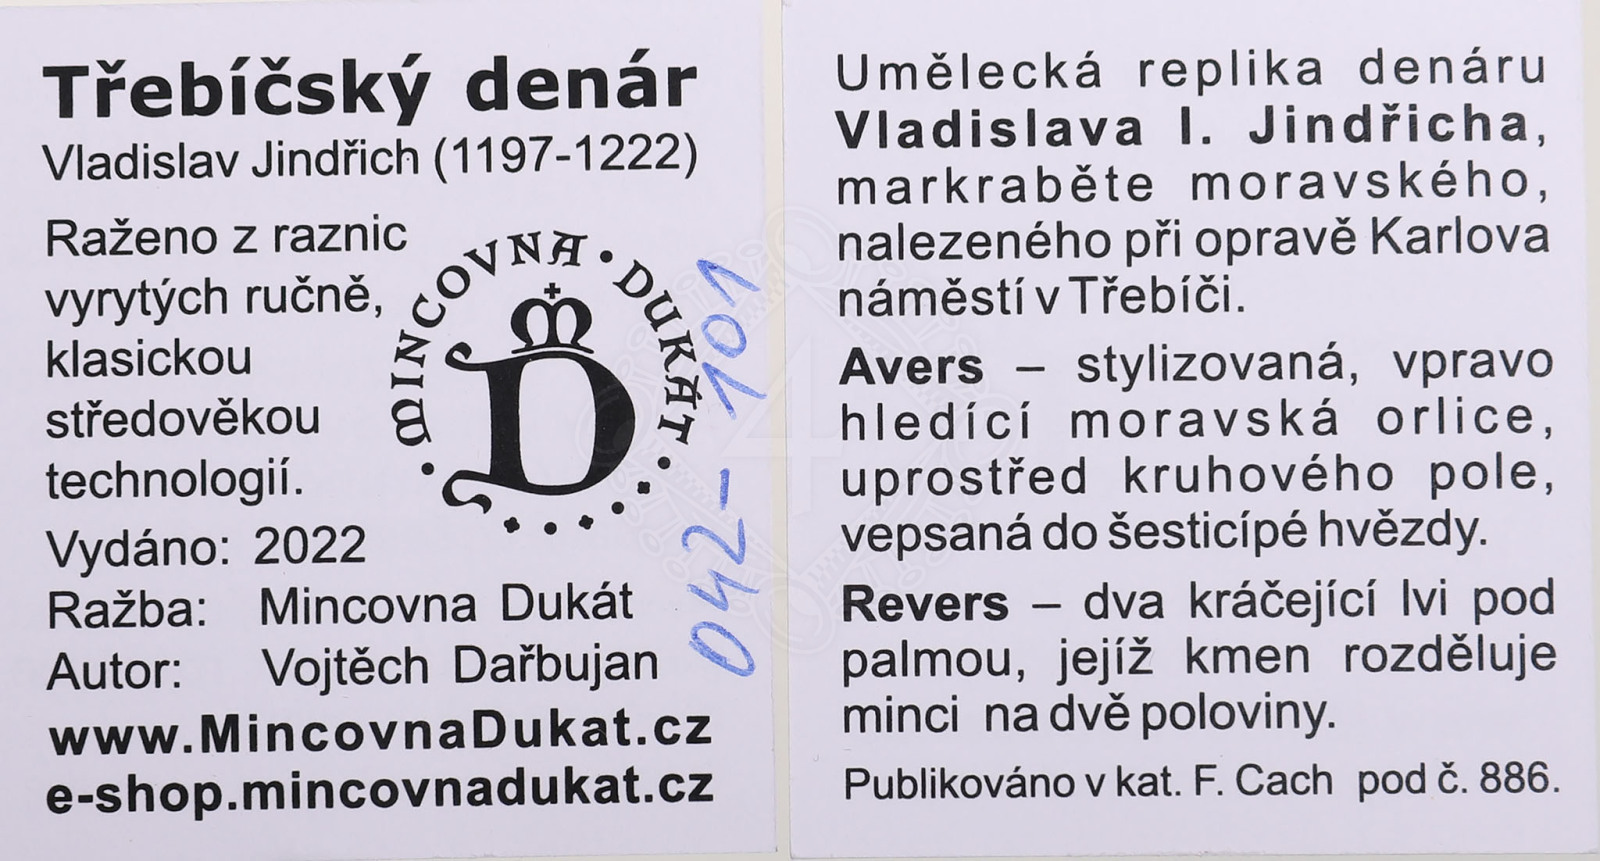 Třebíčský denár
Vladislav Jindřich (1197-1222)
Raženo z raznic
vyrytých ručně,
klasickou
středověkou
technologií.
MINCOVNA · DUKÁT
D
042-101
Vydáno: 2022
Ražba: Mincovna Dukát
Autor: Vojtěch Dařbujan
www.MincovnaDukat.cz
e-shop.mincovnadukat.cz
Umělecká replika denáru
Vladislava I. Jindřicha,
markraběte moravského,
nalezeného při opravě Karlova
náměstí v Třebíči.
Avers – stylizovaná, vpravo
hledící moravská orlice,
uprostřed kruhového pole,
vepsaná do šesticípé hvězdy.
Revers – dva kráčející lvi pod
palmou, jejíž kmen rozděluje
minci na dvě poloviny.
Publikováno v kat. F. Cach pod č. 886.
4